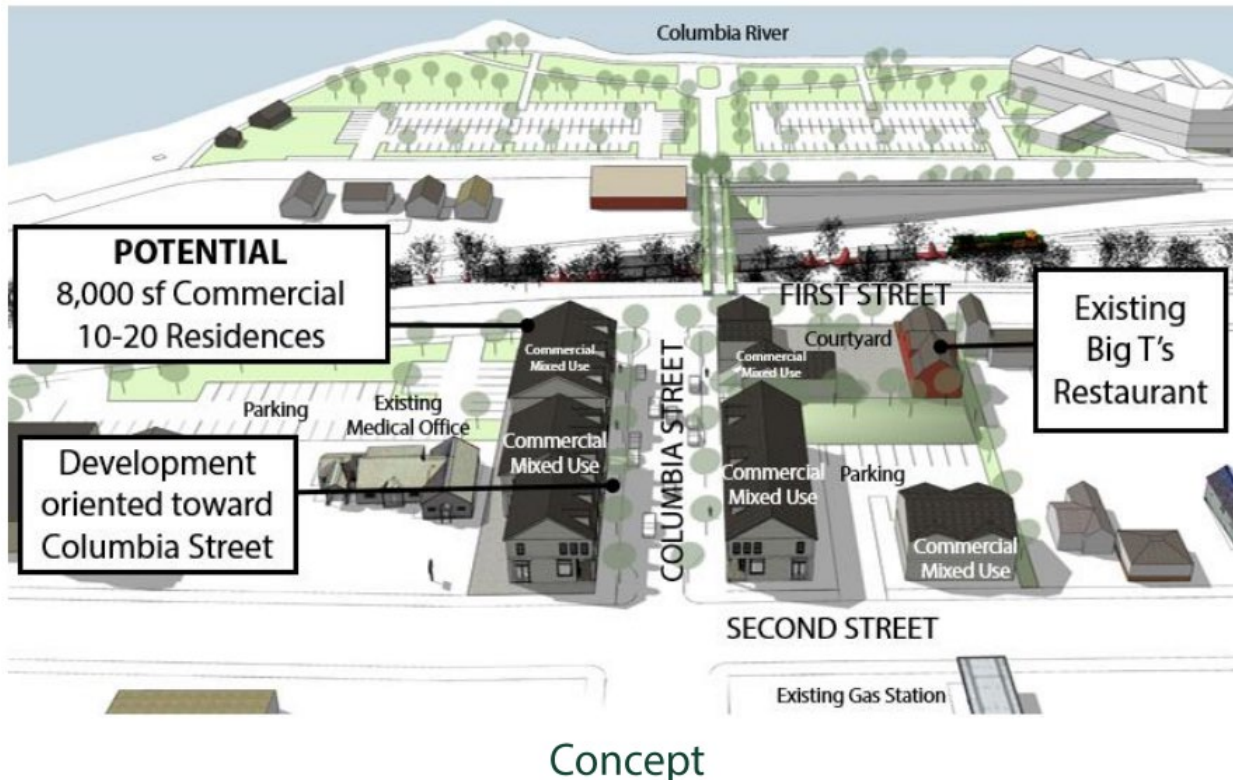 Columbia River
POTENTIAL
8,000 sf Commercial
10-20 Residences
FIRST STREET
Courtyard
Existing
Big T's
Restaurant
Commercial
Mixed Use
Commercial
Mixed Use
COLUMBIA STREET
Parking
Existing
Medical Office
Development
oriented toward
Columbia Street
Commercial
Mixed Use
Commercial
Mixed Use
Parking
Commercial
Mixed Use
SECOND STREET
Existing Gas Station
Concept